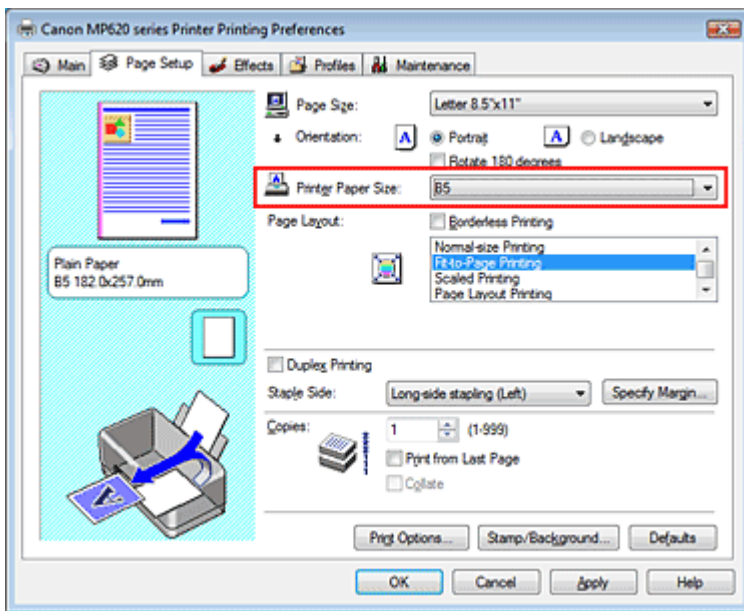 Canon MP620 series Printer Printing Preferences
Main Page Setup Effects Profiles Maintenance
Page Size: Letter 8.5"x11"
Orientation: A Portrait A Landscape
Rotate 180 degrees
Printer Paper Size: B5
Page Layout: Borderless Printing
Normal-size Printing
Fit-to-Page Printing
Scaled Printing
Page Layout Printing
Plain Paper
B5 182.0x257.0mm
Duplex Printing
Staple Side: Long-side stapling (Left) Specify Margin...
Copies: 1 (1-999)
Print from Last Page
Collate
Print Options... Stamp/Background... Defaults
OK Cancel Apply Help